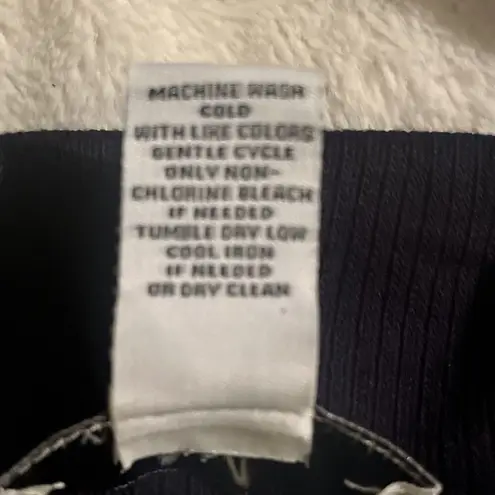 MACHINE WASH
COLD
WITH LIKE COLORS
GENTLE CYCLE
ONLY NON-
CHLORINE BLEACH
IF NEEDED
TUMBLE DRY LOW
COOL IRON
IF NEEDED
OR DRY CLEAN